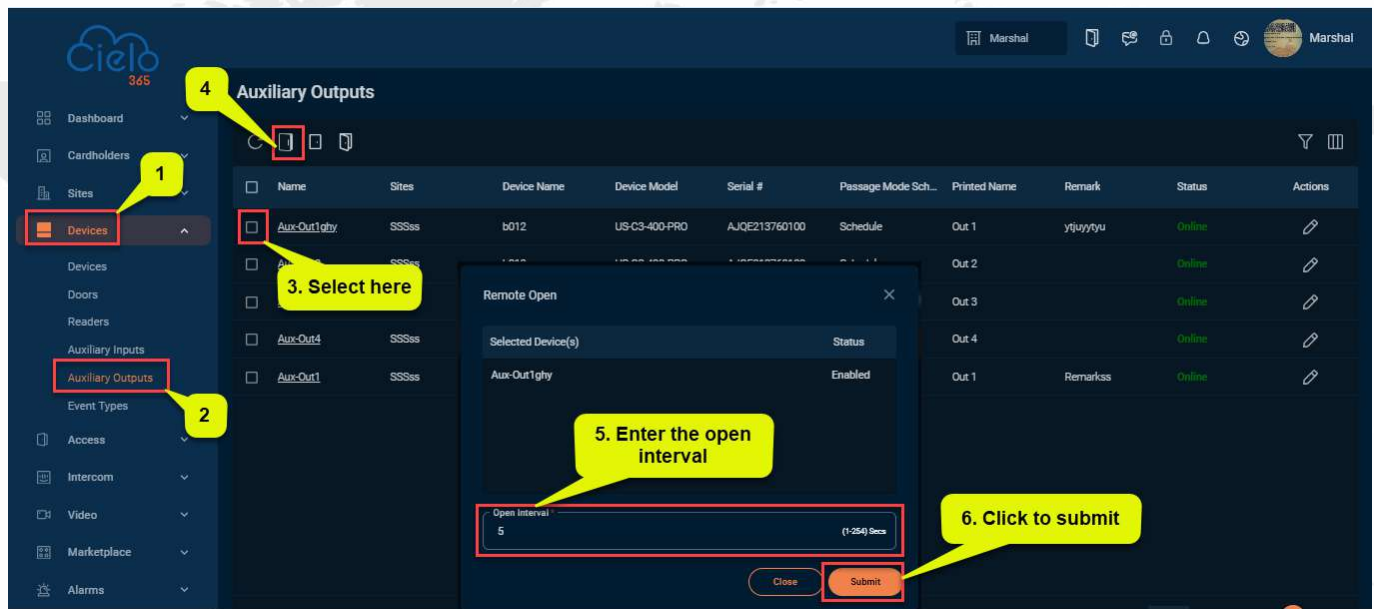 Cielo
365
Marshal
Marshal
4
Auxiliary Outputs
Dashboard
Cardholders
1
Sites
Devices
Devices
Doors
Readers
Auxiliary Inputs
Auxiliary Outputs
2
Event Types
Access
Intercom
Video
Marketplace
Alarms
Name Sites Device Name Device Model Serial # Passage Mode Sch... Printed Name Remark Status Actions
Aux-Out1ghy SSSss b012 US-C3-400-PRO AJQE213760100 Schedule Out 1 ytjuyytyu Online
Out 2 Online
3. Select here
Out 3 Online
Aux-Out4 SSSss Out 4 Online
Aux-Out1 SSSss Out 1 Remarkss Online
Remote Open
Selected Device(s) Status
Aux-Out1ghy Enabled
5. Enter the open
interval
Open Interval *
5 (1-254) Secs
6. Click to submit
Close Submit